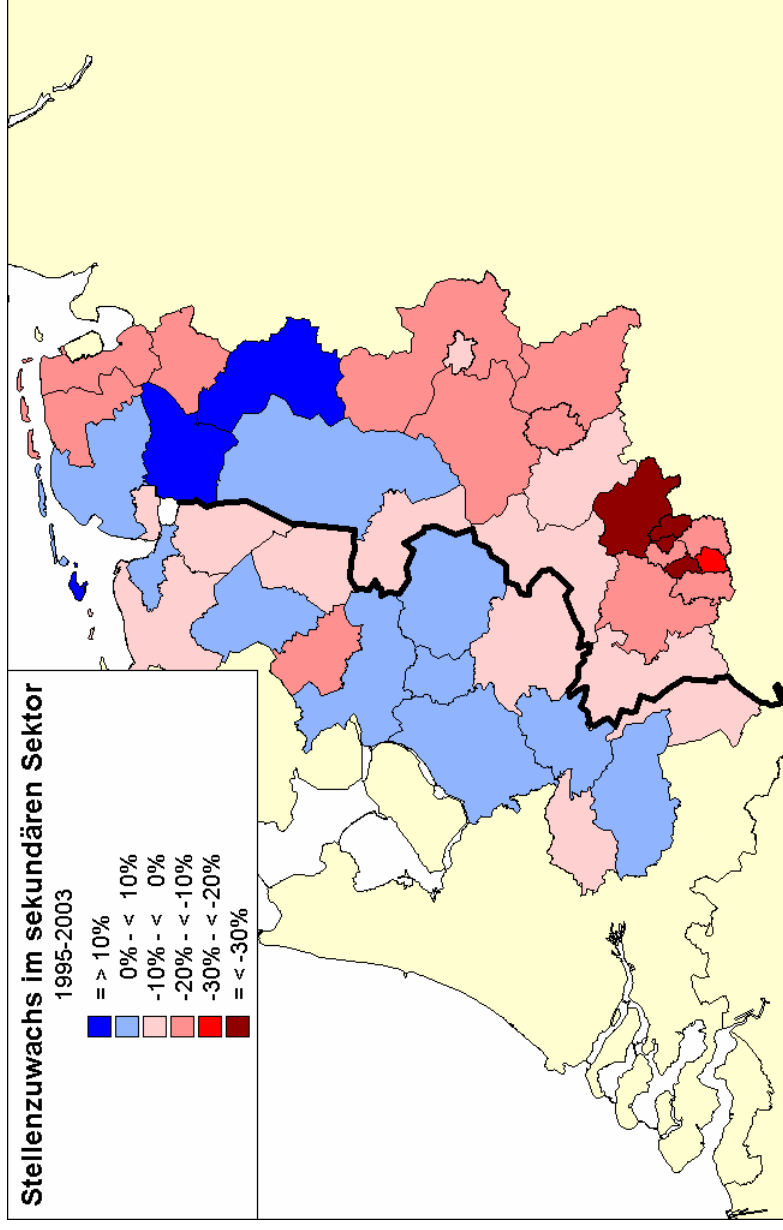 Stellenzuwachs im sekundären Sektor
1995-2003
= > 10%
0% - < 10%
-10% - < 0%
-20% - < -10%
-30% - < -20%
= < -30%